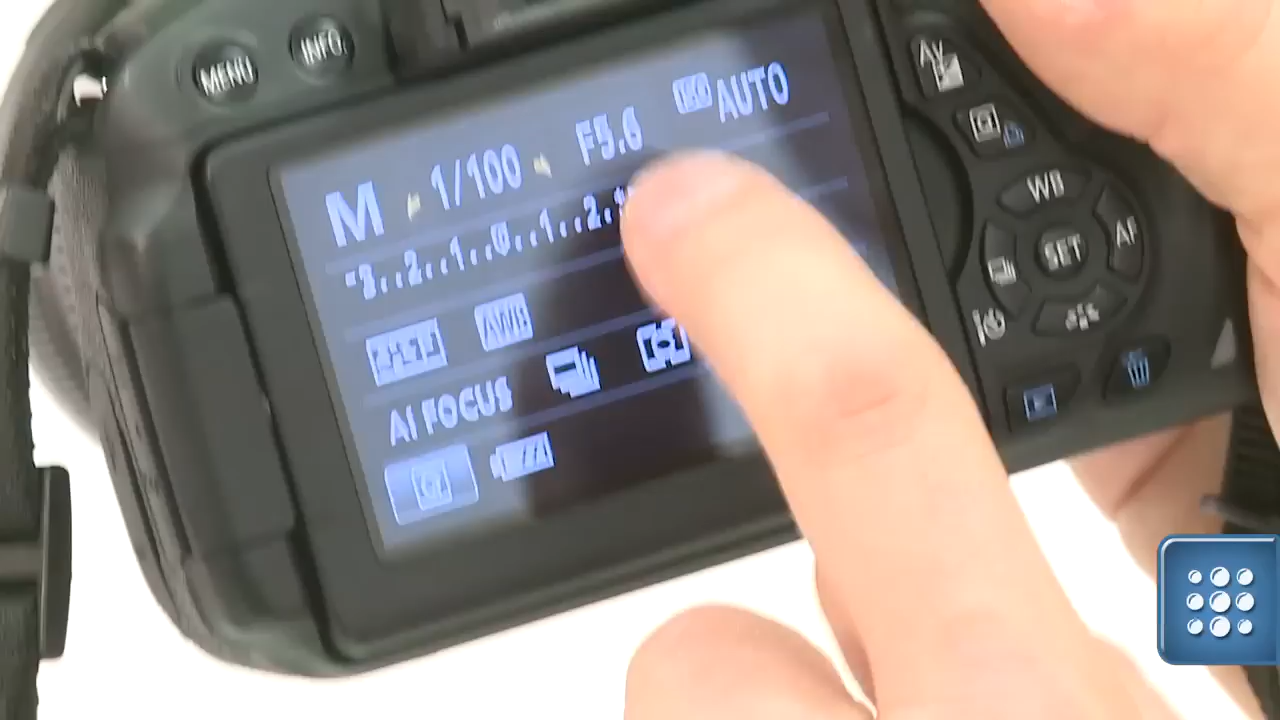 MENU INFO.
M 1/100 F5.6 ISO AUTO
-3..2..1..0..1..2.
AWB
AI FOCUS
Av
WB
AF
SET